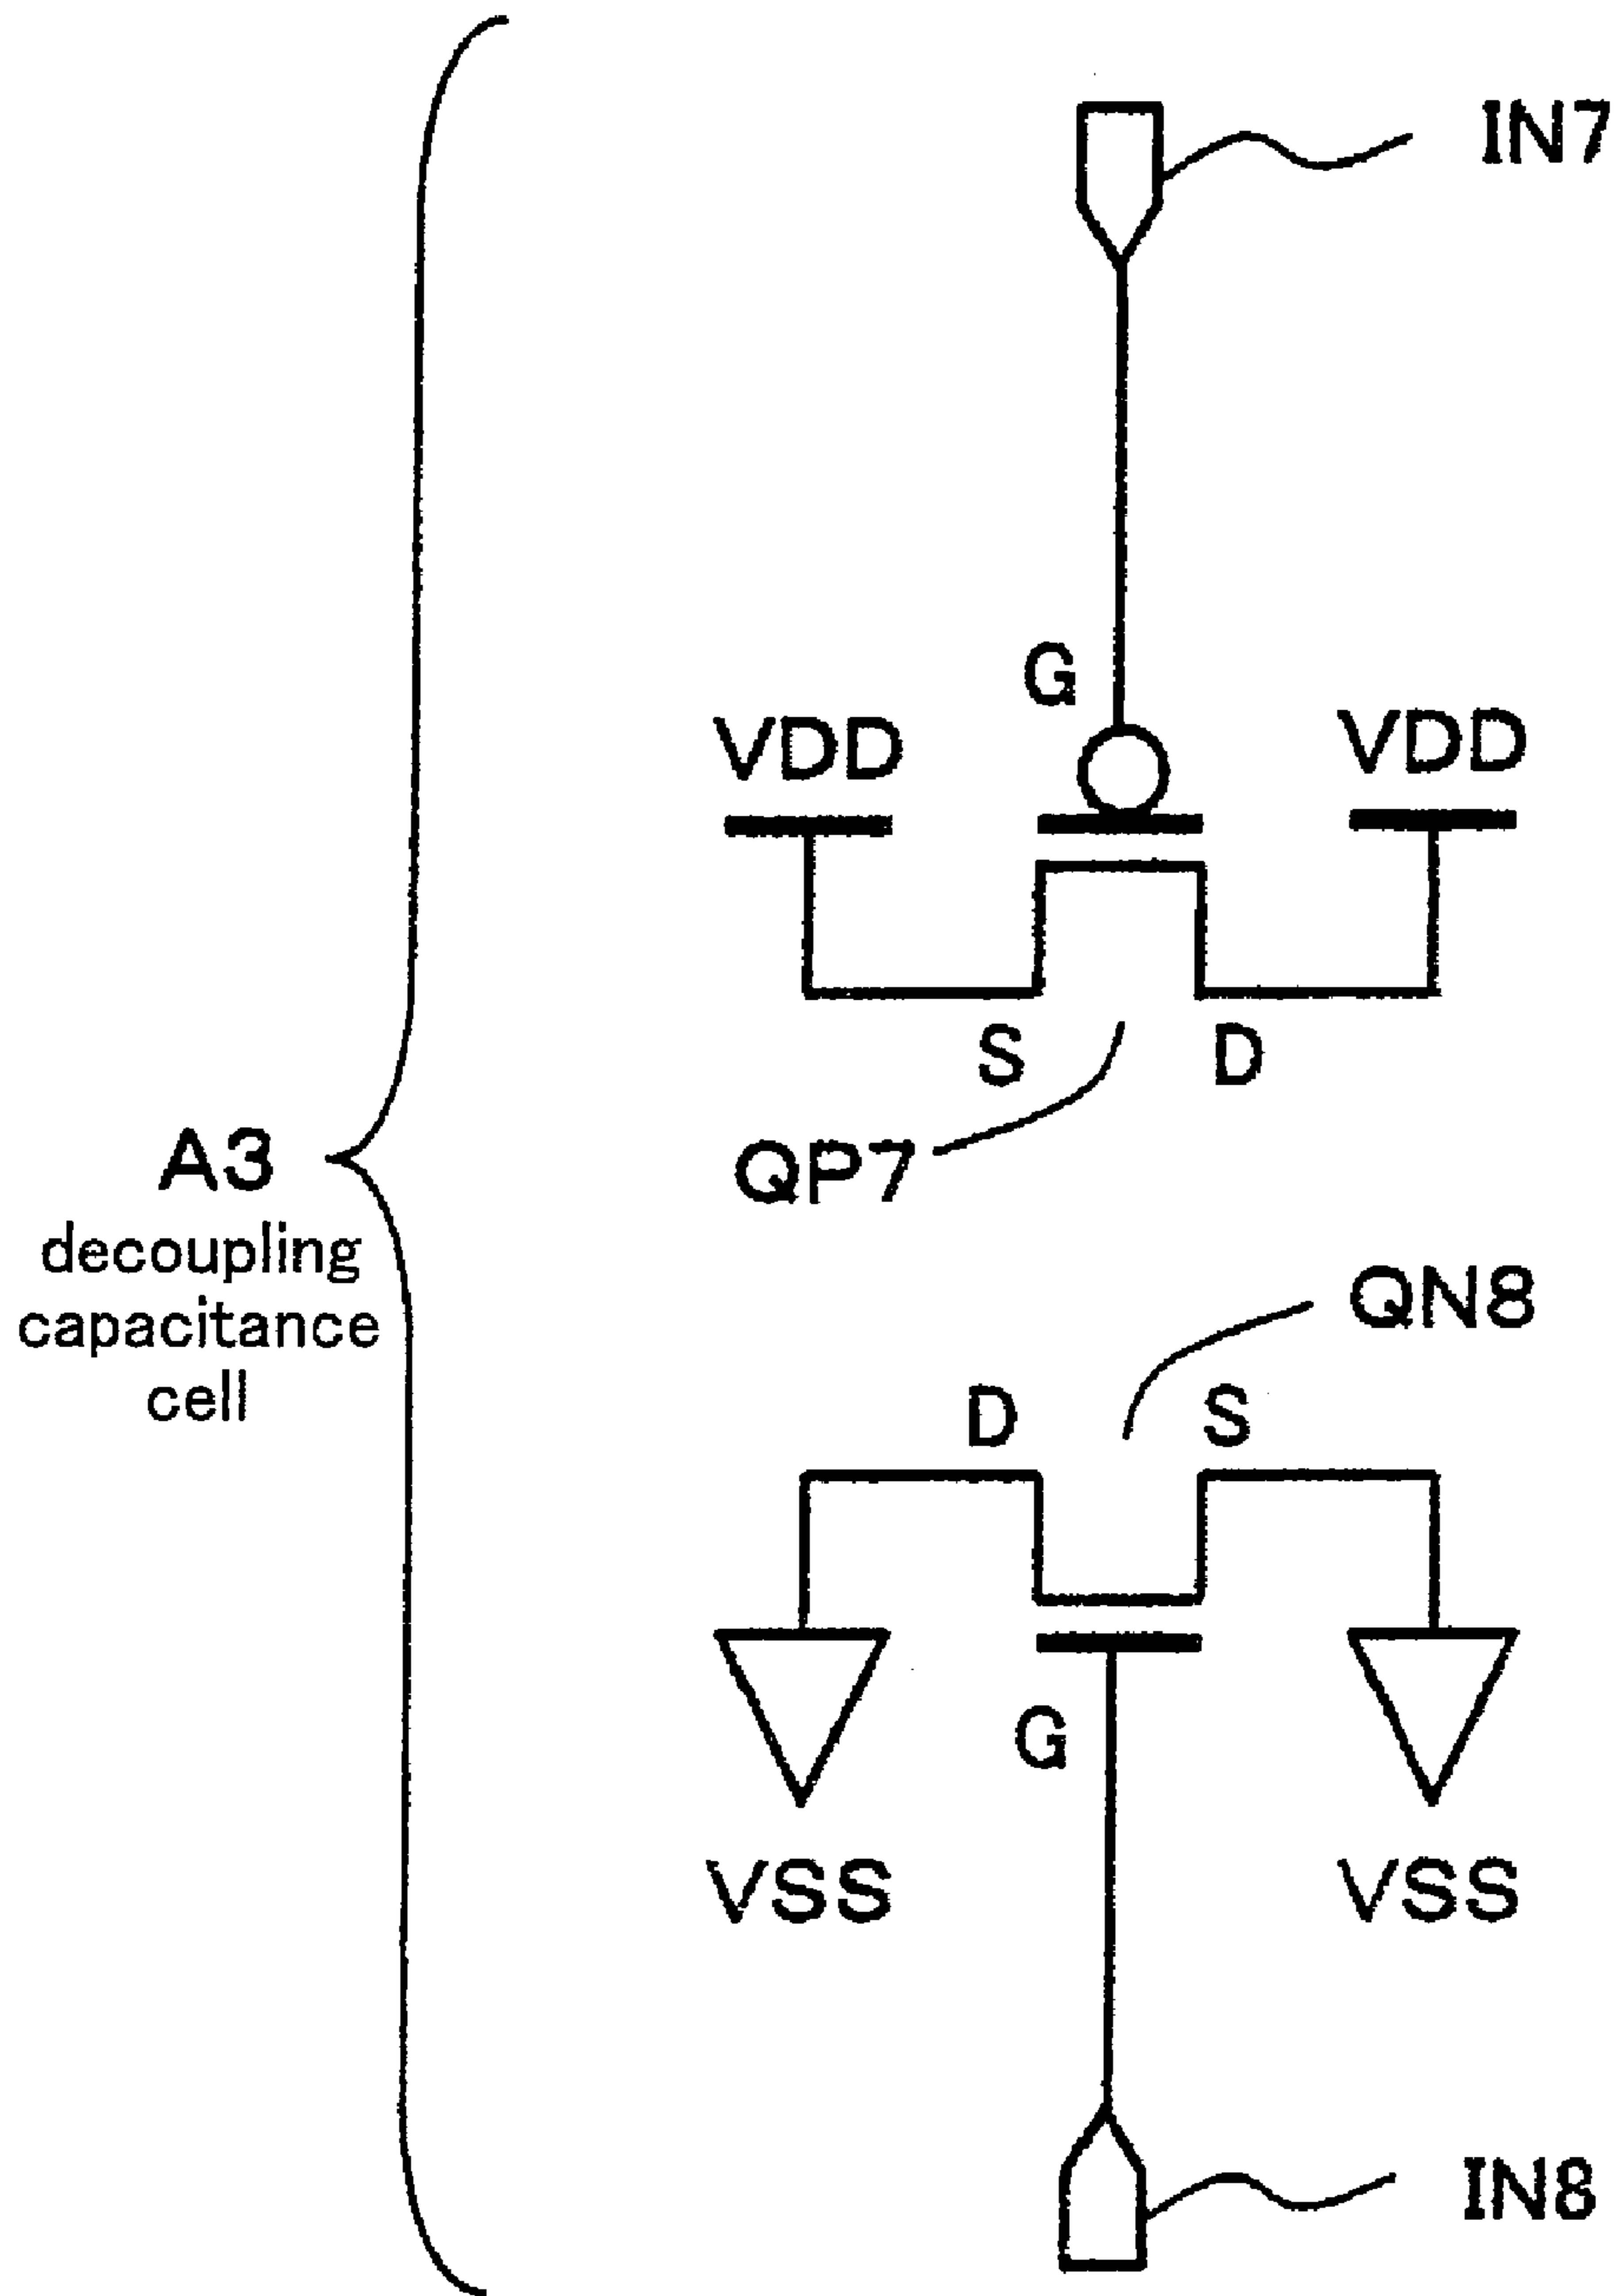 IN7
G
VDD
VDD
S
D
QP7
A3
decoupling
capacitance
cell
QN8
D
S
G
VSS
VSS
IN8